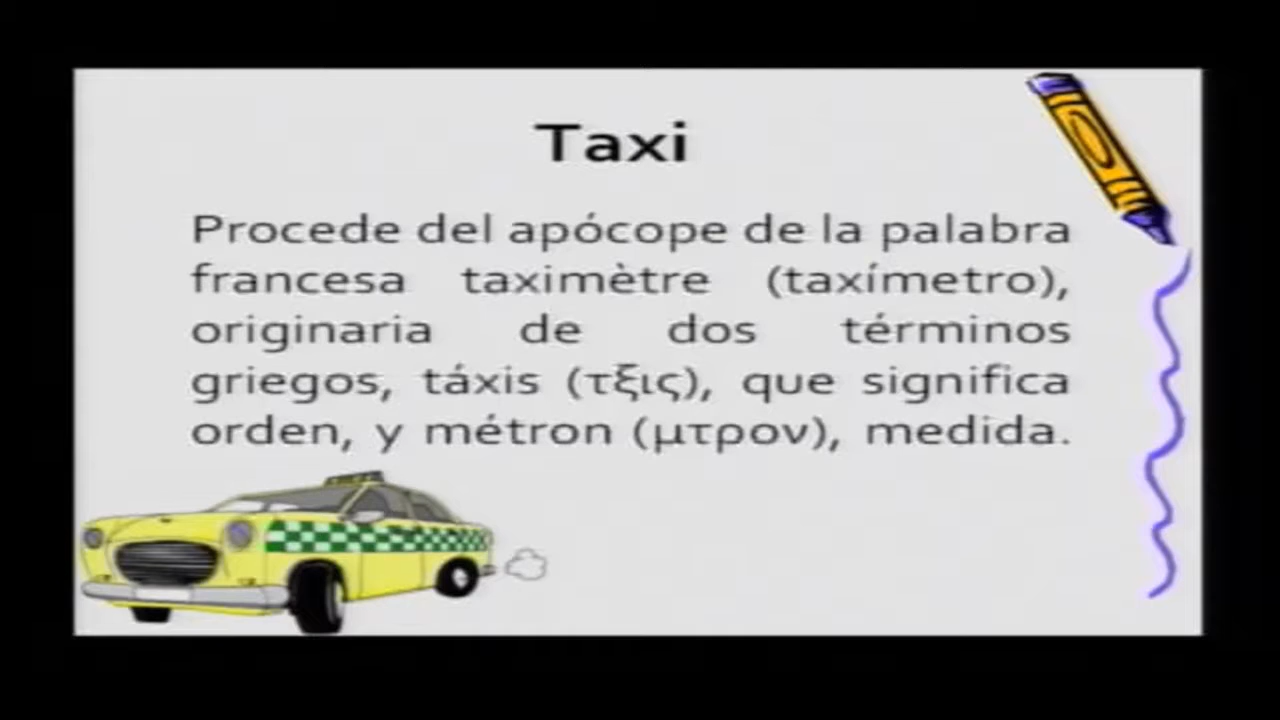 Taxi
Procede del apócope de la palabra
francesa taximètre (taxímetro),
originaria de dos términos
griegos, táxis (τξις), que significa
orden, y métron (μτρον), medida.